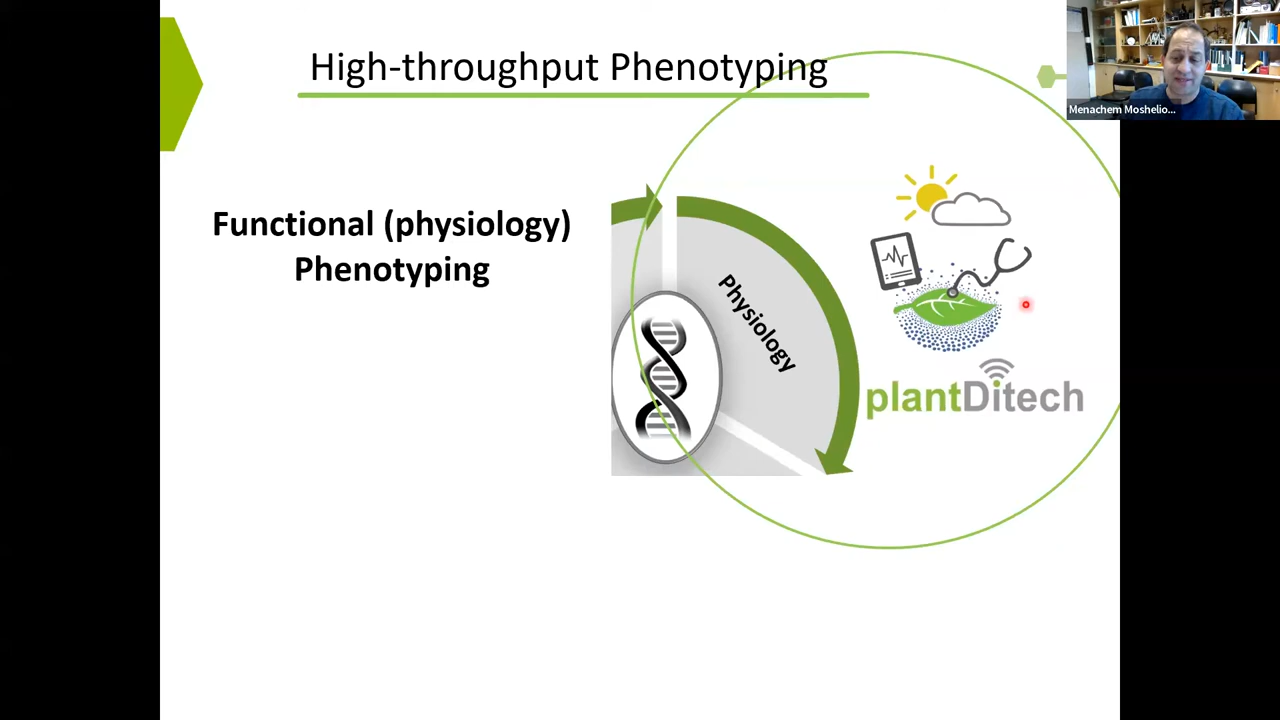 High-throughput Phenotyping
Menachem Moshelio...
Functional (physiology)
Phenotyping
Physiology
plantDitech